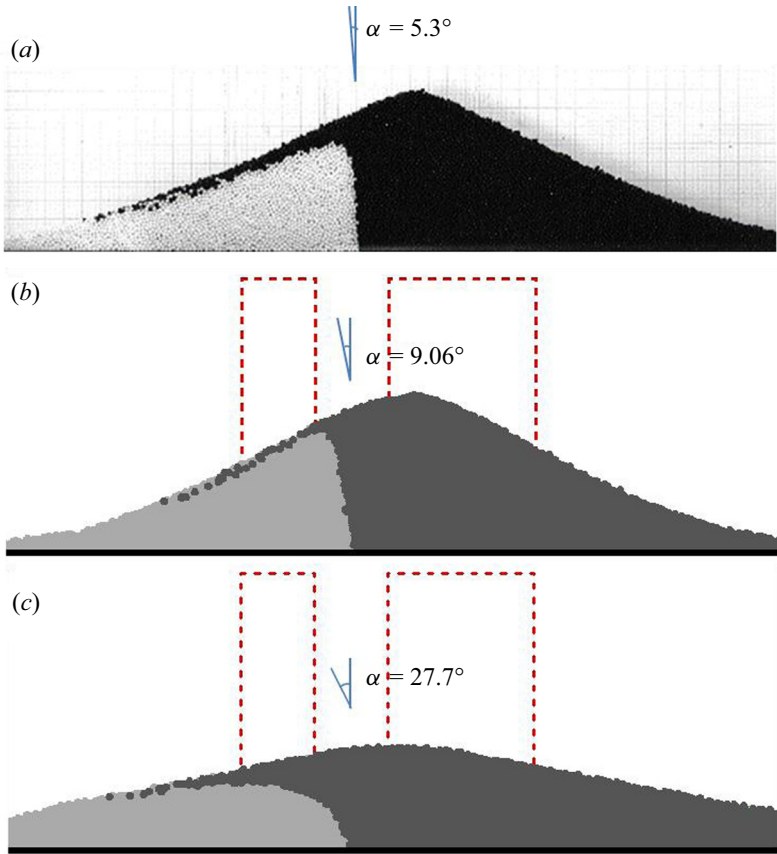 α = 5.3°
(a)
(b)
α = 9.06°
(c)
α = 27.7°